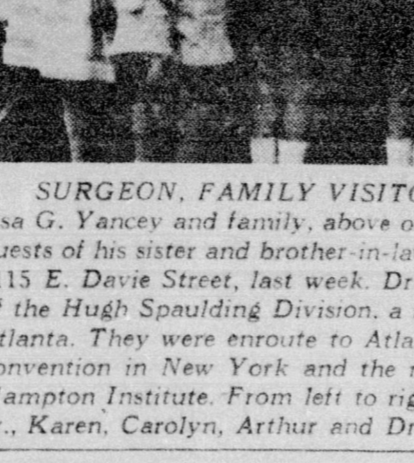 SURGEON, FAMILY VISITO
sa G. Yancey and family, above o
uests of his sister and brother-in-la
115 E. Davie Street, last week. Dr
f the Hugh Spaulding Division, a
tlanta. They were enroute to Atla
onvention in New York and the r
ampton Institute. From left to rig
r., Karen, Carolyn, Arthur and Dr